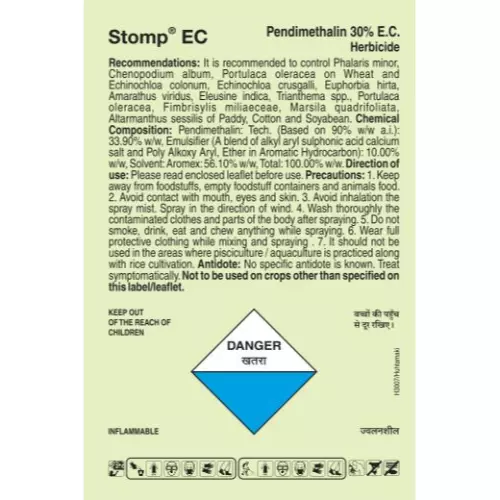 Stomp® EC
Pendimethalin 30% E.C.
Herbicide
Recommendations: It is recommended to control Phalaris minor,
Chenopodium album, Portulaca oleracea on Wheat and
Echinochloa colonum, Echinochloa crusgalli, Euphorbia hirta,
Amarathus viridus, Eleusine indica, Trianthema spp., Portulaca
oleracea, Fimbrisylis miliaceeae, Marsila quadrifoliata,
Altarmanthus sessilis of Paddy, Cotton and Soyabean. Chemical
Composition: Pendimethalin: Tech. (Based on 90% w/w a.i.):
33.90% w/w, Emulsifier (A blend of alkyl aryl sulphonic acid calcium
salt and Poly Alkoxy Aryl, Ether in Aromatic Hydrocarbon): 10.00%
w/w, Solvent: Aromex: 56.10% w/w, Total: 100.00% w/w. Direction of
use: Please read enclosed leaflet before use. Precautions: 1. Keep
away from foodstuffs, empty foodstuff containers and animals food.
2. Avoid contact with mouth, eyes and skin. 3. Avoid inhalation the
spray mist. Spray in the direction of wind. 4. Wash thoroughly the
contaminated clothes and parts of the body after spraying. 5. Do not
smoke, drink, eat and chew anything while spraying. 6. Wear full
protective clothing while mixing and spraying . 7. It should not be
used in the areas where pisciculture / aquaculture is practiced along
with rice cultivation. Antidote: No specific antidote is known. Treat
symptomatically. Not to be used on crops other than specified on
this label/leaflet.
KEEP OUT
OF THE REACH OF
CHILDREN
बच्चों की पहुँच
से दूर रखिए।
DANGER
खतरा
H3007/Huhtamaki
INFLAMMABLE
ज्वलनशील